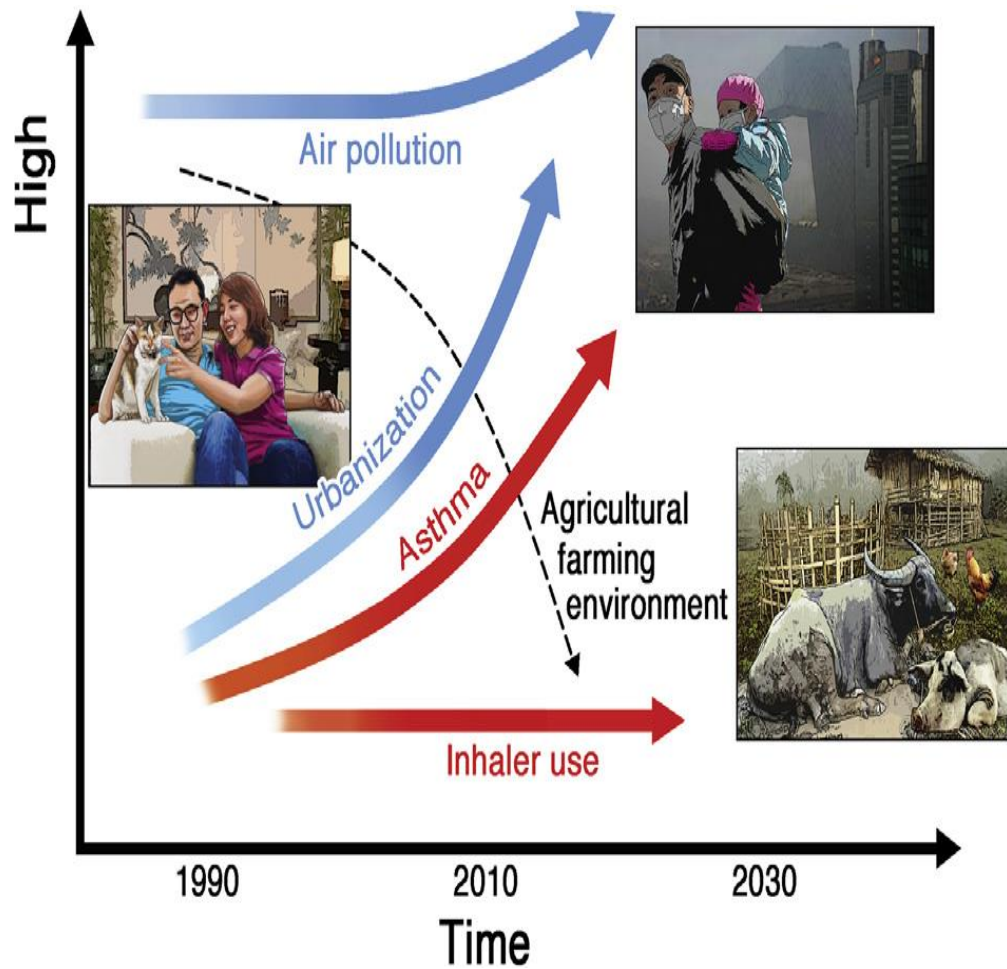 High
Air pollution
Urbanization
Asthma
Agricultural
farming
environment
Inhaler use
1990
2010
2030
Time